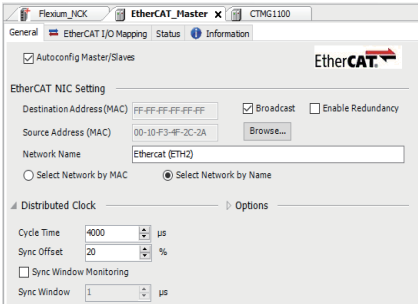 Flexium_NCK EtherCAT_Master x CTMG1100
General EtherCAT I/O Mapping Status Information
Autoconfig Master/Slaves
EtherCAT
EtherCAT NIC Setting
Destination Address (MAC) FF-FF-FF-FF-FF-FF Broadcast Enable Redundancy
Source Address (MAC) 00-10-F3-4F-2C-2A Browse...
Network Name Ethercat (ETH2)
Select Network by MAC Select Network by Name
Distributed Clock Options
Cycle Time 4000 µs
Sync Offset 20 %
Sync Window Monitoring
Sync Window 1 µs